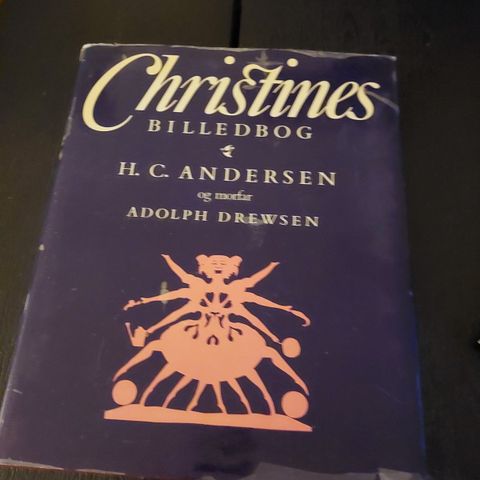 Christines
BILLEDBOG
H. C. ANDERSEN
og morfar
ADOLPH DREWSEN